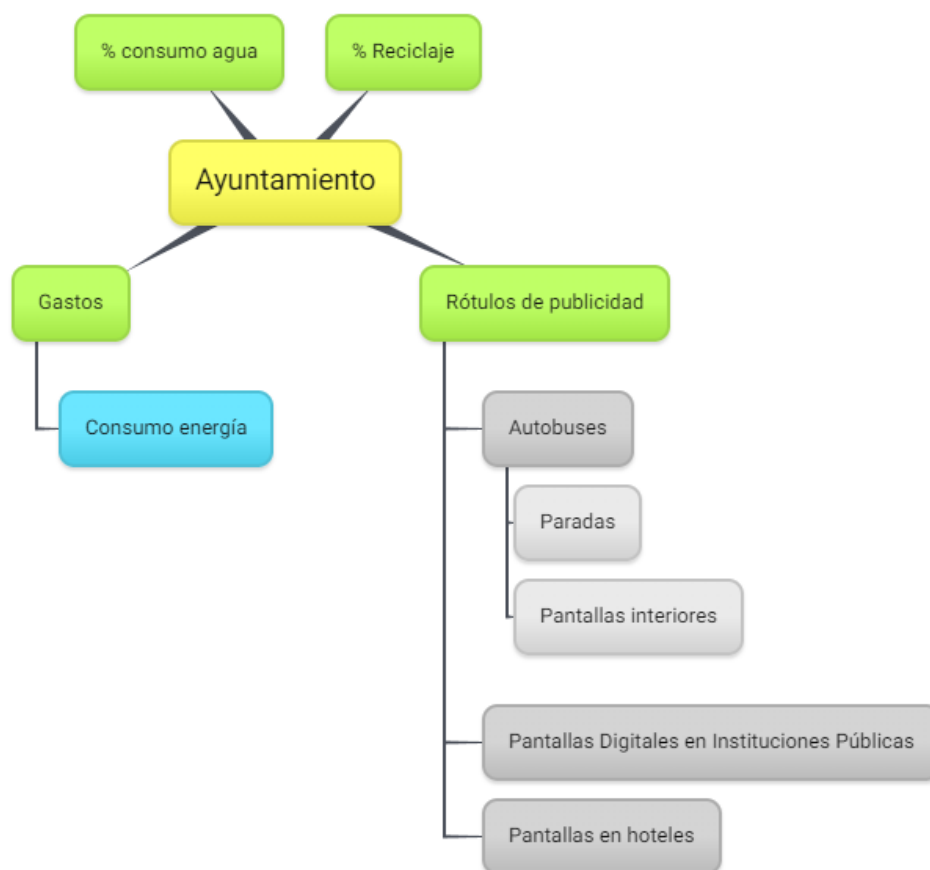 % consumo agua
% Reciclaje
Ayuntamiento
Gastos
Rótulos de publicidad
Consumo energía
Autobuses
Paradas
Pantallas interiores
Pantallas Digitales en Instituciones Públicas
Pantallas en hoteles